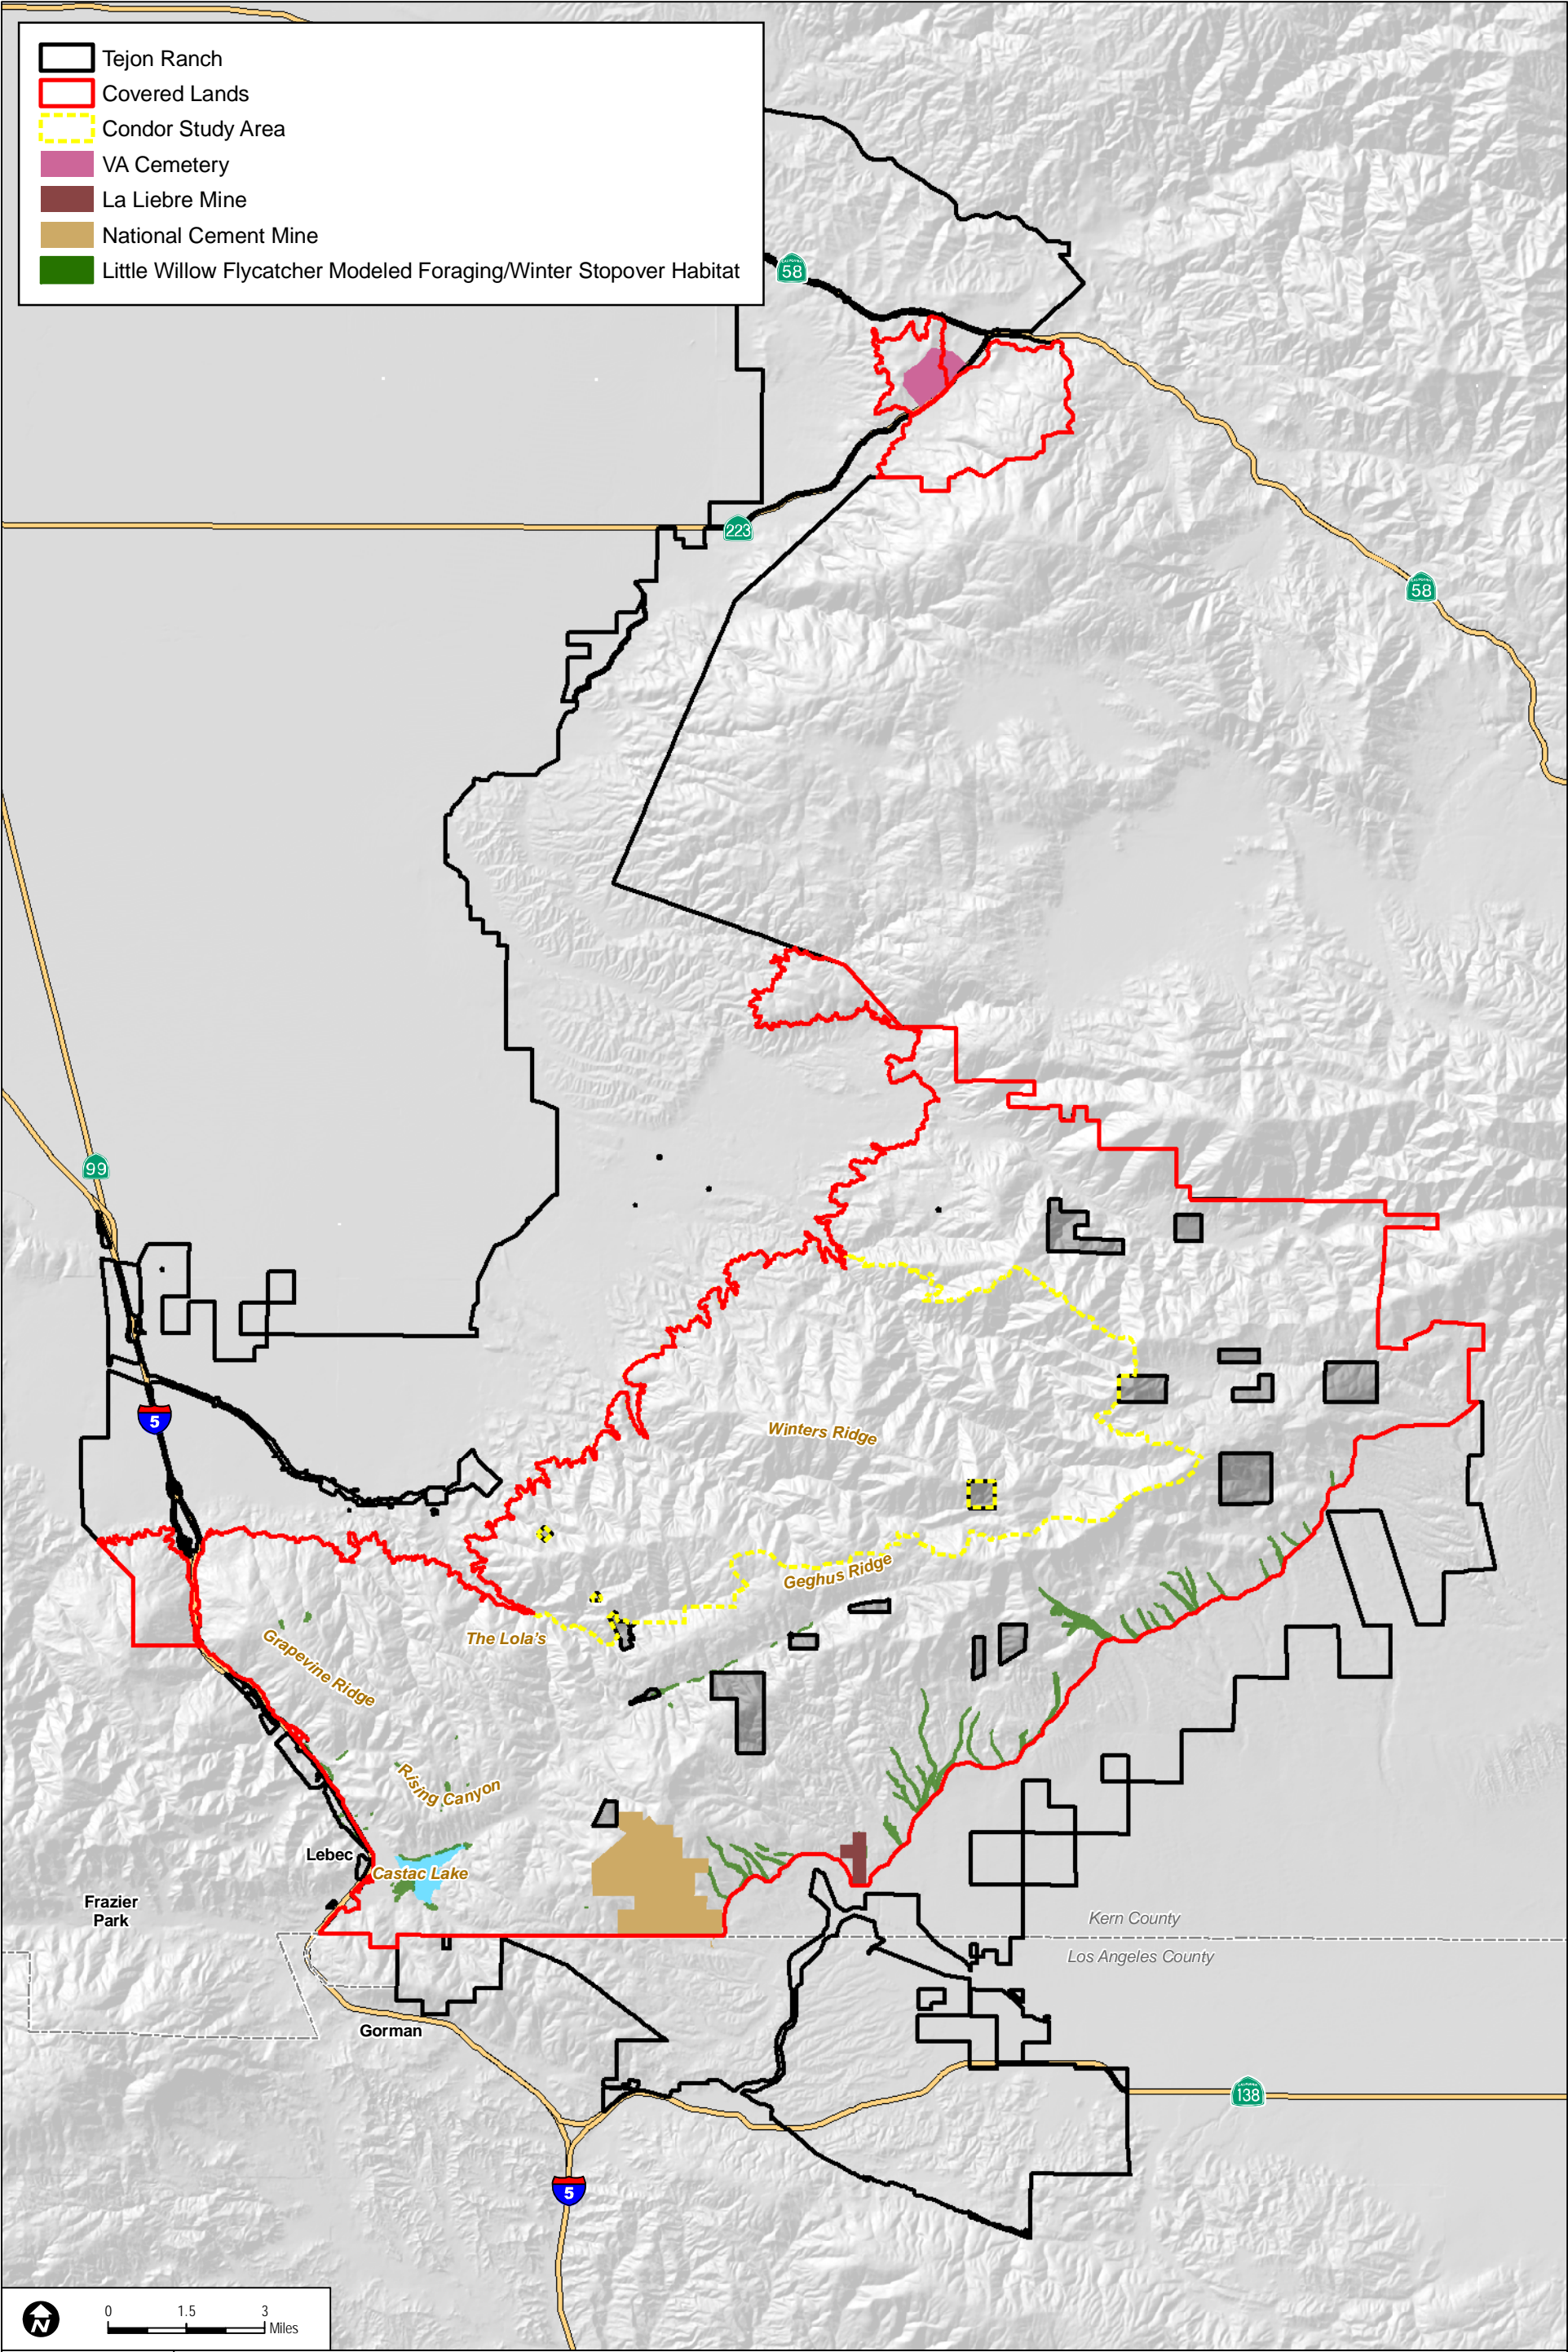 Tejon Ranch
Covered Lands
Condor Study Area
VA Cemetery
La Liebre Mine
National Cement Mine
Little Willow Flycatcher Modeled Foraging/Winter Stopover Habitat
58
223
58
99
5
Winters Ridge
Geghus Ridge
The Lola's
Grapevine Ridge
Rising Canyon
Lebec
Castac Lake
Frazier
Park
Kern County
Los Angeles County
Gorman
138
5
N
0 1.5 3
Miles